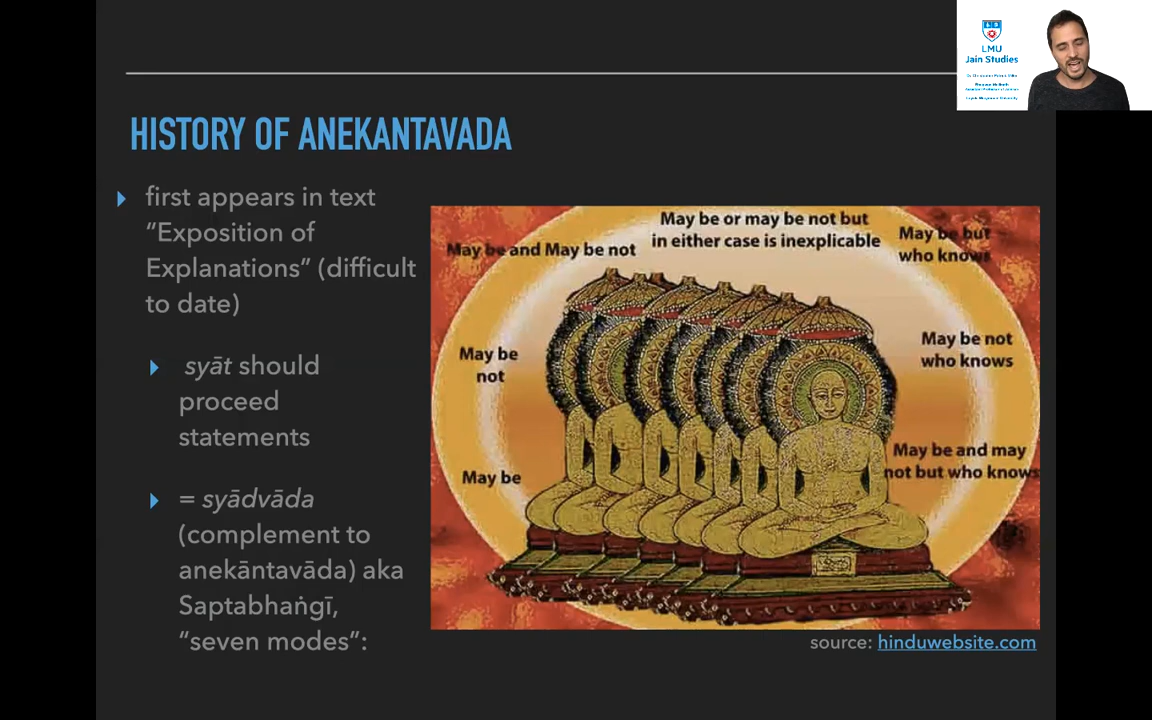 LMU
Jain Studies
HISTORY OF ANEKANTAVADA
first appears in text
“Exposition of
Explanations” (difficult
to date)
syāt should
proceed
statements
= syādvāda
(complement to
anekāntavāda) aka
Saptabhaṅgī,
“seven modes”:
May be or may be not but
in either case is inexplicable
May be and May be not
May be but
who knows
May be
not
May be not
who knows
May be
May be and may
not but who knows
source: hinduwebsite.com